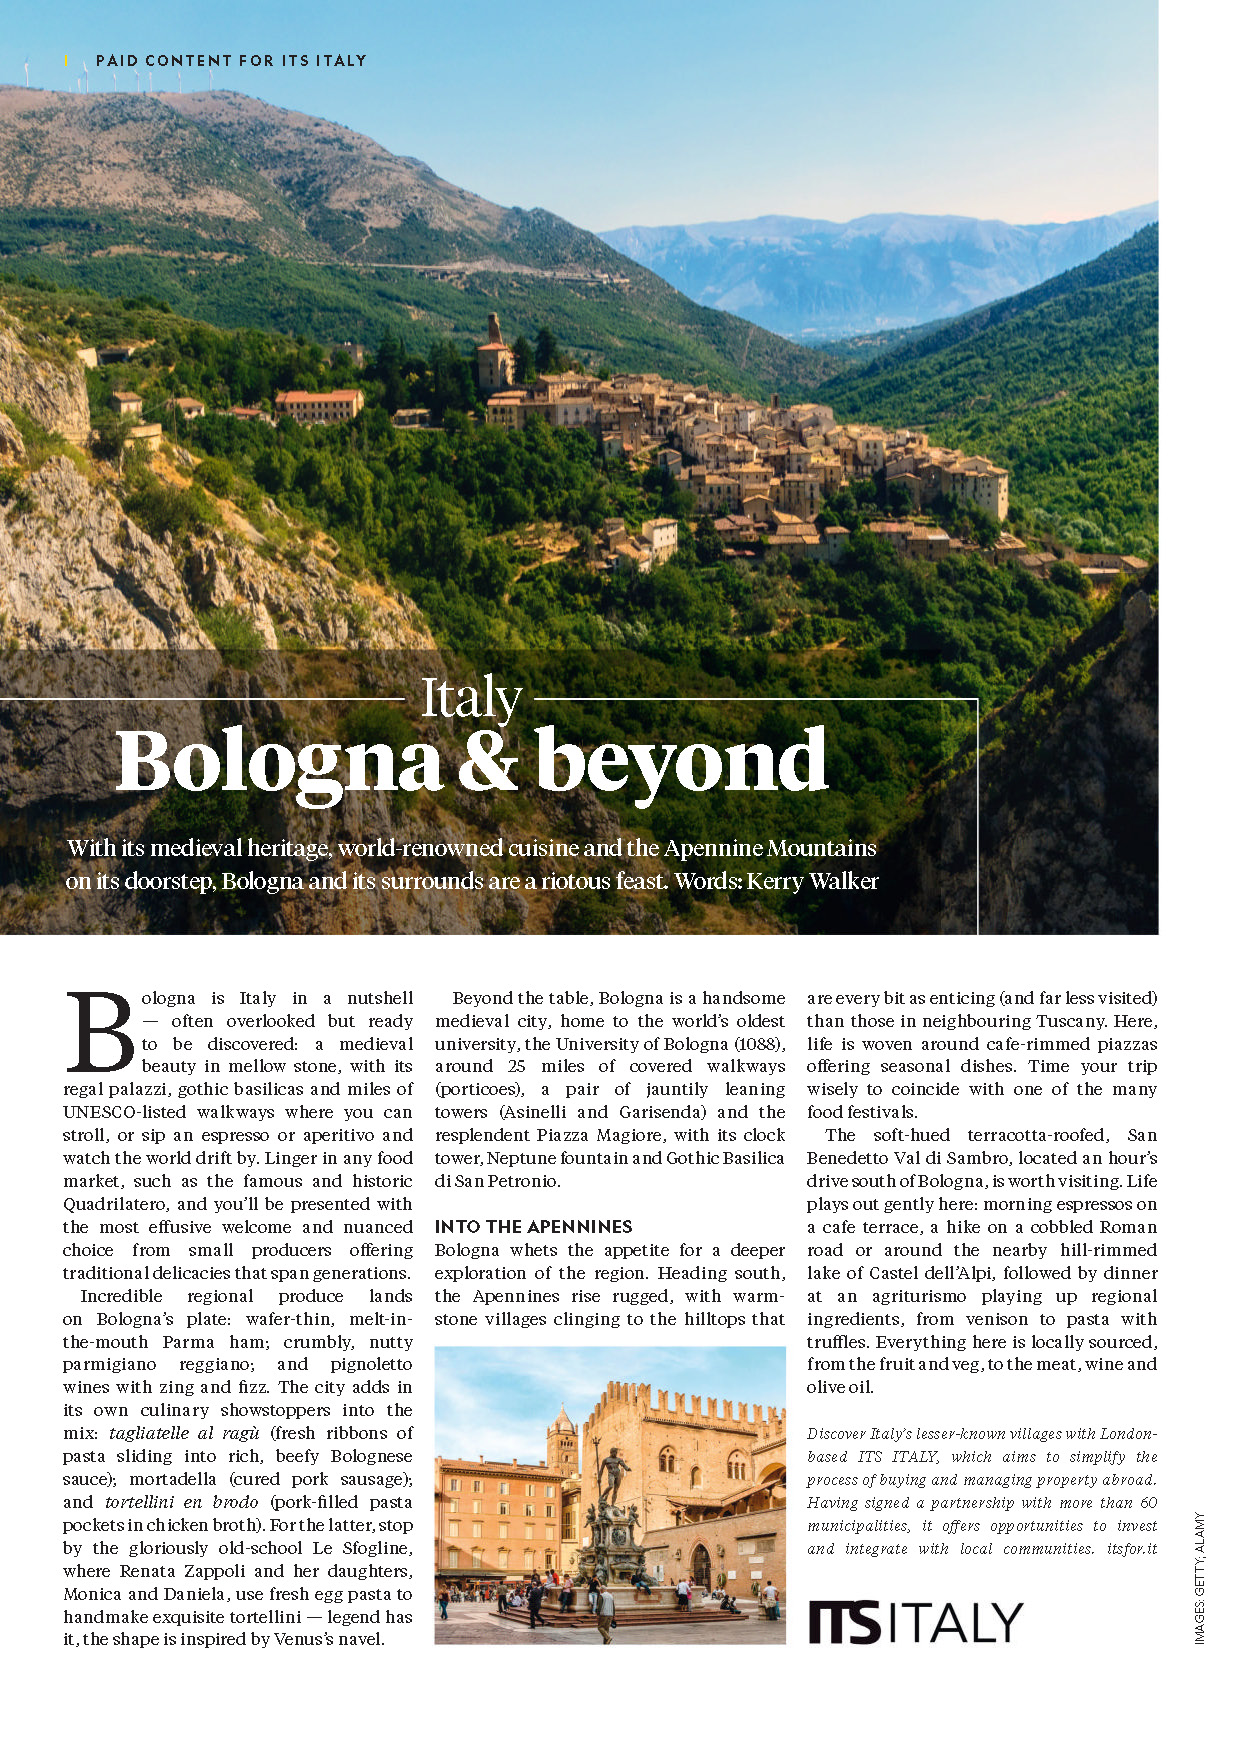 PAID CONTENT FOR ITS ITALY
Italy
Bologna & beyond
With its medieval heritage, world-renowned cuisine and the Apennine Mountains
on its doorstep, Bologna and its surrounds are a riotous feast. Words: Kerry Walker
Bologna is Italy in a nutshell
— often overlooked but ready
to be discovered: a medieval
beauty in mellow stone, with its
regal palazzi, gothic basilicas and miles of
UNESCO-listed walkways where you can
stroll, or sip an espresso or aperitivo and
watch the world drift by. Linger in any food
market, such as the famous and historic
Quadrilatero, and you'll be presented with
the most effusive welcome and nuanced
choice from small producers offering
traditional delicacies that span generations.
Incredible regional produce lands
on Bologna's plate: wafer-thin, melt-in-
the-mouth Parma ham; crumbly, nutty
parmigiano reggiano; and pignoletto
wines with zing and fizz. The city adds in
its own culinary showstoppers into the
mix: tagliatelle al ragù (fresh ribbons of
pasta sliding into rich, beefy Bolognese
sauce); mortadella (cured pork sausage);
and tortellini en brodo (pork-filled pasta
pockets in chicken broth). For the latter, stop
by the gloriously old-school Le Sfogline,
where Renata Zappoli and her daughters,
Monica and Daniela, use fresh egg pasta to
handmake exquisite tortellini — legend has
it, the shape is inspired by Venus's navel.
Beyond the table, Bologna is a handsome
medieval city, home to the world's oldest
university, the University of Bologna (1088),
around 25 miles of covered walkways
(porticoes), a pair of jauntily leaning
towers (Asinelli and Garisenda) and the
resplendent Piazza Magiore, with its clock
tower, Neptune fountain and Gothic Basilica
di San Petronio.
INTO THE APENNINES
Bologna whets the appetite for a deeper
exploration of the region. Heading south,
the Apennines rise rugged, with warm-
stone villages clinging to the hilltops that
are every bit as enticing (and far less visited)
than those in neighbouring Tuscany. Here,
life is woven around cafe-rimmed piazzas
offering seasonal dishes. Time your trip
wisely to coincide with one of the many
food festivals.
The soft-hued terracotta-roofed, San
Benedetto Val di Sambro, located an hour's
drive south of Bologna, is worth visiting. Life
plays out gently here: morning espressos on
a cafe terrace, a hike on a cobbled Roman
road or around the nearby hill-rimmed
lake of Castel dell'Alpi, followed by dinner
at an agriturismo playing up regional
ingredients, from venison to pasta with
truffles. Everything here is locally sourced,
from the fruit and veg, to the meat, wine and
olive oil.
Discover Italy's lesser-known villages with London-
based ITS ITALY, which aims to simplify the
process of buying and managing property abroad.
Having signed a partnership with more than 60
municipalities, it offers opportunities to invest
and integrate with local communities. itsfor.it
ITS ITALY
IMAGES: GETTY; ALAMY